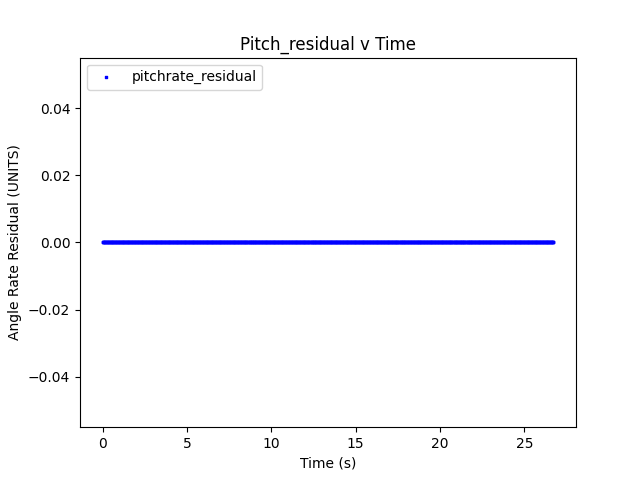 Pitch_residual v Time
pitchrate_residual
Angle Rate Residual (UNITS)
0.04
0.02
0.00
−0.02
−0.04
0 5 10 15 20 25
Time (s)